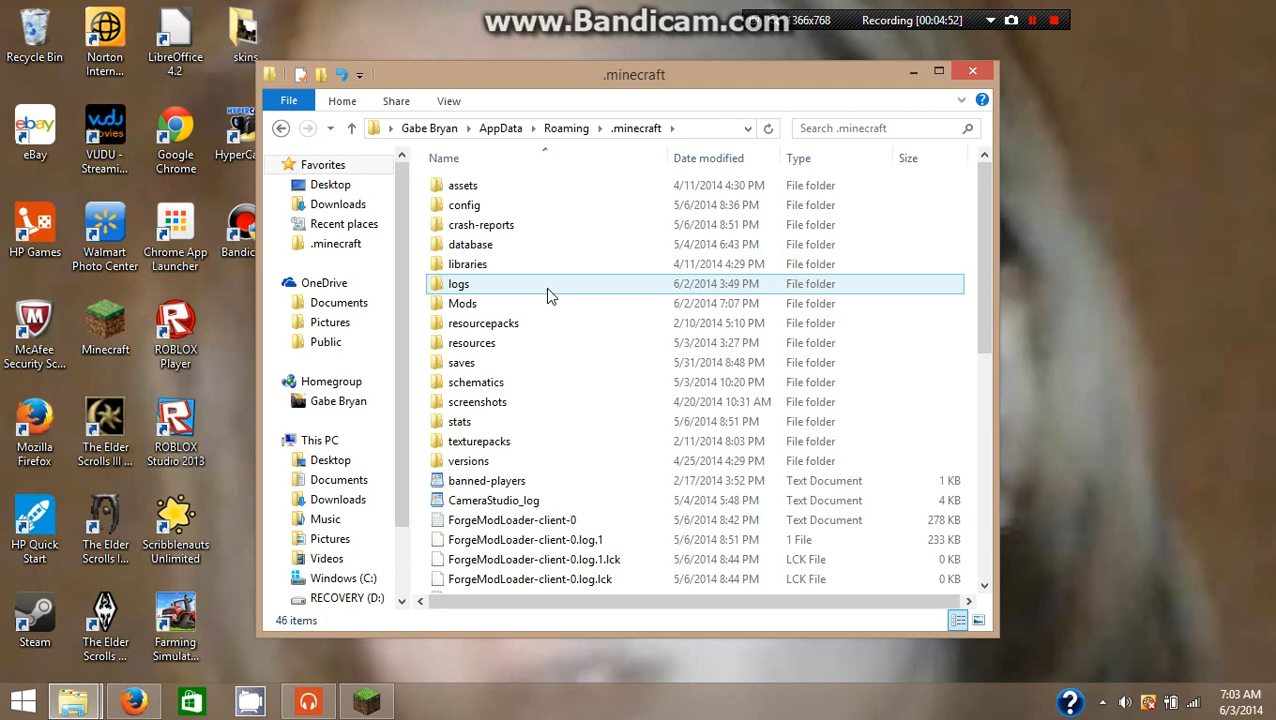 www.Bandicam.com
Recording [00:04:52]
Recycle Bin
Norton Intern...
LibreOffice 4.2
skins
eBay
VUDU - Streami...
Google Chrome
HyperCa
HP Games
Walmart Photo Center
Chrome App Launcher
Bandic
McAfee Security Sc...
Minecraft
ROBLOX Player
Mozilla Firefox
The Elder Scrolls III ...
ROBLOX Studio 2013
HP Quick Start
The Elder Scrolls ...
Scribblenauts Unlimited
Steam
The Elder Scrolls ...
Farming Simulat...
.minecraft
File Home Share View
Gabe Bryan AppData Roaming .minecraft
Search .minecraft
Favorites
Desktop
Downloads
Recent places
.minecraft
OneDrive
Documents
Pictures
Public
Homegroup
Gabe Bryan
This PC
Desktop
Documents
Downloads
Music
Pictures
Videos
Windows (C:)
RECOVERY (D:)
Name Date modified Type Size
assets 4/11/2014 4:30 PM File folder
config 5/6/2014 8:36 PM File folder
crash-reports 5/6/2014 8:51 PM File folder
database 5/4/2014 6:43 PM File folder
libraries 4/11/2014 4:29 PM File folder
logs 6/2/2014 3:49 PM File folder
Mods 6/2/2014 7:07 PM File folder
resourcepacks 2/10/2014 5:10 PM File folder
resources 5/3/2014 3:27 PM File folder
saves 5/31/2014 8:48 PM File folder
schematics 5/3/2014 10:20 PM File folder
screenshots 4/20/2014 10:31 AM File folder
stats 5/6/2014 8:51 PM File folder
texturepacks 2/11/2014 8:03 PM File folder
versions 4/25/2014 4:29 PM File folder
banned-players 2/17/2014 3:52 PM Text Document 1 KB
CameraStudio_log 5/4/2014 5:48 PM Text Document 4 KB
ForgeModLoader-client-0 5/6/2014 8:42 PM Text Document 278 KB
ForgeModLoader-client-0.log.1 5/6/2014 8:51 PM 1 File 233 KB
ForgeModLoader-client-0.log.1.lck 5/6/2014 8:44 PM LCK File 0 KB
ForgeModLoader-client-0.log.lck 5/6/2014 8:44 PM LCK File 0 KB
46 items
7:03 AM
6/3/2014